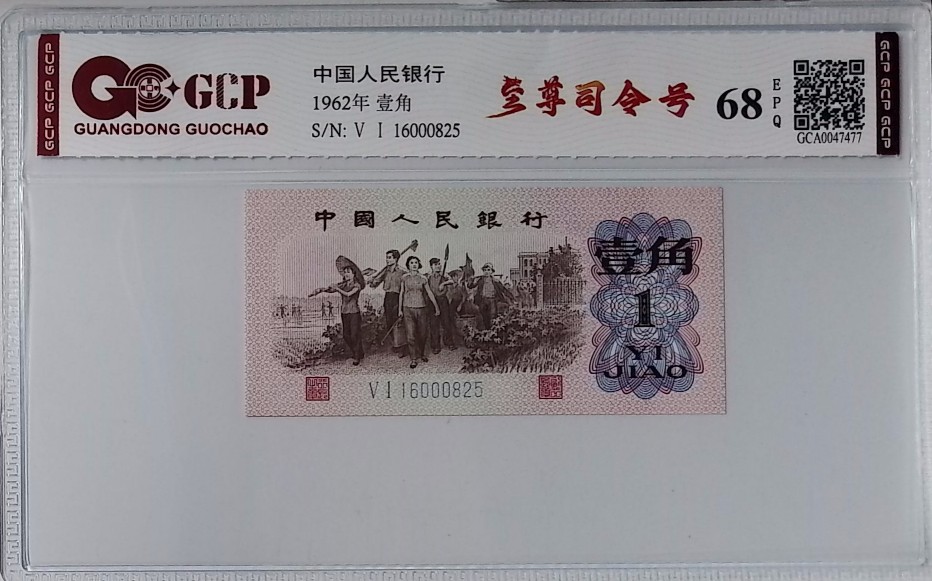 GCP GCP GCP
GCP
GUANGDONG GUOCHAO
中国人民银行
1962年 壹角
S/N: V I 16000825
至尊司令号
68
EPQ
GCA0047477
GCP GCP GCP
中國人民銀行
壹角
1
YI
JIAO
V I 16000825